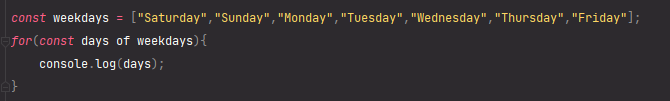 const weekdays = ["Saturday","Sunday","Monday","Tuesday","Wednesday","Thursday","Friday"];
for(const days of weekdays){
    console.log(days);
}